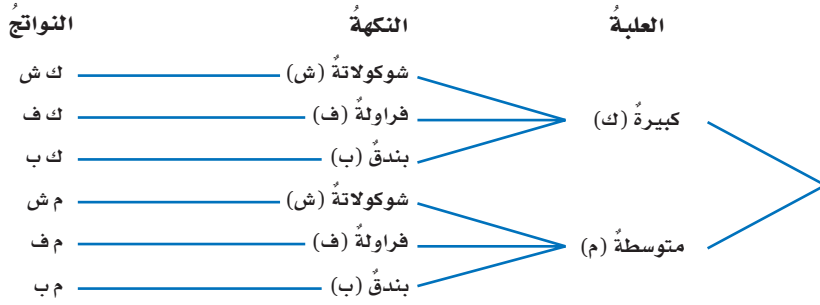 العلبةُ النكهةُ النواتجُ
شوكولاتةٌ (ش) ك ش
كبيرةٌ (ك) فراولةٌ (ف) ك ف
بندقٌ (ب) ك ب
شوكولاتةٌ (ش) م ش
متوسطةٌ (م) فراولةٌ (ف) م ف
بندقٌ (ب) م ب